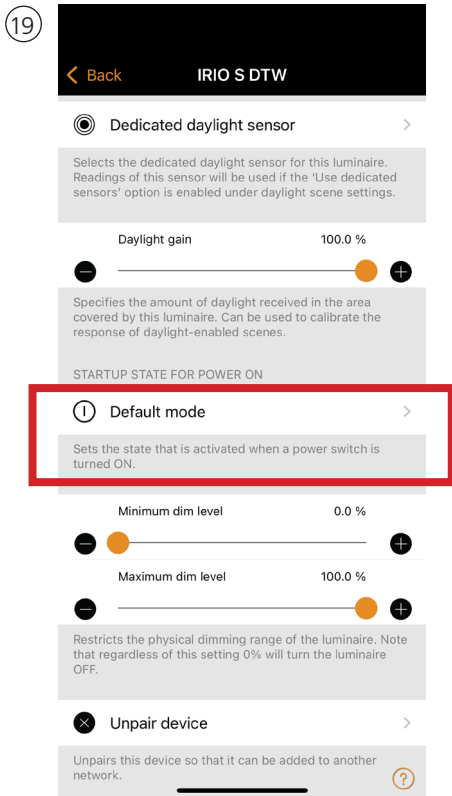 19
Back
IRIO S DTW
Dedicated daylight sensor
Selects the dedicated daylight sensor for this luminaire.
Readings of this sensor will be used if the ‘Use dedicated
sensors’ option is enabled under daylight scene settings.
Daylight gain 100.0 %
Specifies the amount of daylight received in the area
covered by this luminaire. Can be used to calibrate the
response of daylight-enabled scenes.
STARTUP STATE FOR POWER ON
Default mode
Sets the state that is activated when a power switch is
turned ON.
Minimum dim level 0.0 %
Maximum dim level 100.0 %
Restricts the physical dimming range of the luminaire. Note
that regardless of this setting 0% will turn the luminaire
OFF.
Unpair device
Unpairs this device so that it can be added to another
network.
?